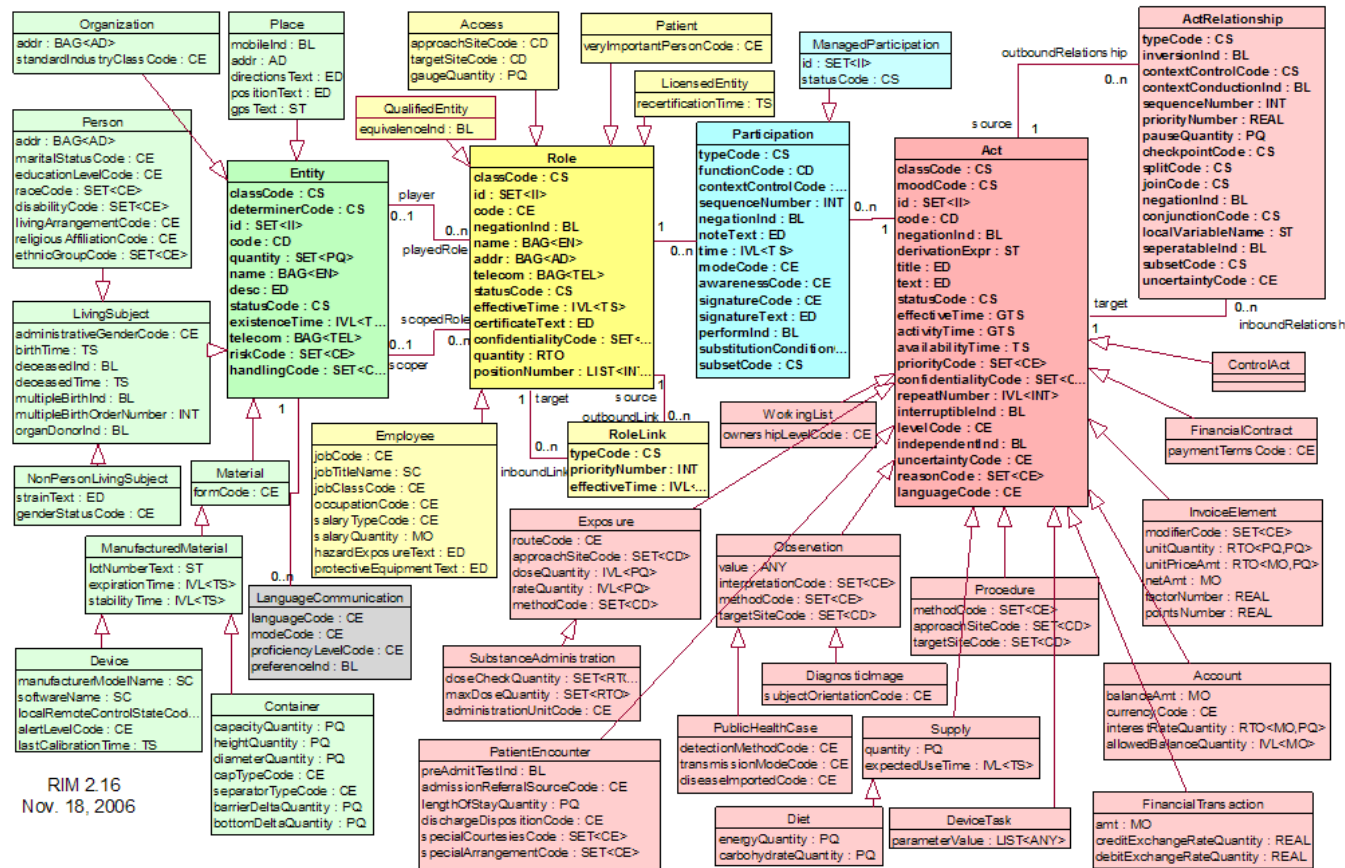 Organization
addr : BAG<AD>
standardIndustryClassCode : CE
Place
mobileInd : BL
addr : AD
directionsText : ED
positionText : ED
gpsText : ST
Access
approachSiteCode : CD
targetSiteCode : CD
gaugeQuantity : PQ
Patient
veryImportantPersonCode : CE
LicensedEntity
recertificationTime : TS
QualifiedEntity
equivalenceInd : BL
ManagedParticipation
id : SET<II>
statusCode : CS
ActRelationship
typeCode : CS
inversionInd : BL
contextControlCode : CS
contextConductionInd : BL
sequenceNumber : INT
priorityNumber : REAL
pauseQuantity : PQ
checkpointCode : CS
splitCode : CS
joinCode : CS
negationInd : BL
conjunctionCode : CS
localVariableName : ST
seperatableInd : BL
subsetCode : CS
uncertaintyCode : CE
outboundRelationship
0..n
source
1
Person
addr : BAG<AD>
maritalStatusCode : CE
educationLevelCode : CE
raceCode : SET<CE>
disabilityCode : SET<CE>
livingArrangementCode : CE
religiousAffiliationCode : CE
ethnicGroupCode : SET<CE>
Entity
classCode : CS
determinerCode : CS
id : SET<II>
code : CD
quantity : SET<PQ>
name : BAG<EN>
desc : ED
statusCode : CS
existenceTime : IVL<T...
telecom : BAG<TEL>
riskCode : SET<CE>
handlingCode : SET<C...
player
0..1
0..n
playedRole
scopedRole
0..1
0..n
scoper
Role
classCode : CS
id : SET<II>
code : CE
negationInd : BL
name : BAG<EN>
addr : BAG<AD>
telecom : BAG<TEL>
statusCode : CS
effectiveTime : IVL<TS>
certificateText : ED
confidentialityCode : SET<...
quantity : RTO
positionNumber : LIST<IN...
1
0..n
Participation
typeCode : CS
functionCode : CD
contextControlCode :...
sequenceNumber : INT
negationInd : BL
noteText : ED
time : IVL<TS>
modeCode : CE
awarenessCode : CE
signatureCode : CE
signatureText : ED
performInd : BL
substitutionCondition...
subsetCode : CS
0..n
1
Act
classCode : CS
moodCode : CS
id : SET<II>
code : CD
negationInd : BL
derivationExpr : ST
title : ED
text : ED
statusCode : CS
effectiveTime : GTS
activityTime : GTS
availabilityTime : TS
priorityCode : SET<CE>
confidentialityCode : SET<C...
repeatNumber : IVL<INT>
interruptibleInd : BL
levelCode : CE
independentInd : BL
uncertaintyCode : CE
reasonCode : SET<CE>
languageCode : CE
target
1
0..n
inboundRelationsh
LivingSubject
administrativeGenderCode : CE
birthTime : TS
deceasedInd : BL
deceasedTime : TS
multipleBirthInd : BL
multipleBirthOrderNumber : INT
organDonorInd : BL
NonPersonLivingSubject
strainText : ED
genderStatusCode : CE
Material
formCode : CE
1
0..n
ManufacturedMaterial
lotNumberText : ST
expirationTime : IVL<TS>
stabilityTime : IVL<TS>
LanguageCommunication
languageCode : CE
modeCode : CE
proficiencyLevelCode : CE
preferenceInd : BL
Device
manufacturerModelName : SC
softwareName : SC
localRemoteControlStateCod...
alertLevelCode : CE
lastCalibrationTime : TS
Container
capacityQuantity : PQ
heightQuantity : PQ
diameterQuantity : PQ
capTypeCode : CE
separatorTypeCode : CE
barrierDeltaQuantity : PQ
bottomDeltaQuantity : PQ
RIM 2.16
Nov. 18, 2006
Employee
jobCode : CE
jobTitleName : SC
jobClassCode : CE
occupationCode : CE
salaryTypeCode : CE
salaryQuantity : MO
hazardExposureText : ED
protectiveEquipmentText : ED
1
target
0..n
inboundLink
source
1
outboundLink
0..n
RoleLink
typeCode : CS
priorityNumber : INT
effectiveTime : IVL...
WorkingList
ownershipLevelCode : CE
ControlAct
FinancialContract
paymentTermsCode : CE
Exposure
routeCode : CE
approachSiteCode : SET<CD>
doseQuantity : IVL<PQ>
rateQuantity : IVL<PQ>
methodCode : SET<CD>
Observation
value : ANY
interpretationCode : SET<CE>
methodCode : SET<CE>
targetSiteCode : SET<CD>
Procedure
methodCode : SET<CE>
approachSiteCode : SET<CD>
targetSiteCode : SET<CD>
InvoiceElement
modifierCode : SET<CE>
unitQuantity : RTO<PQ,PQ>
unitPriceAmt : RTO<MO,PQ>
netAmt : MO
factorNumber : REAL
pointsNumber : REAL
SubstanceAdministration
doseCheckQuantity : SET<RT(...
maxDoseQuantity : SET<RTO>
administrationUnitCode : CE
DiagnosticImage
subjectOrientationCode : CE
Account
balanceAmt : MO
currencyCode : CE
interestRateQuantity : RTO<MO,PQ>
allowedBalanceQuantity : IVL<MO>
PatientEncounter
preAdmitTestInd : BL
admissionReferralSourceCode : CE
lengthOfStayQuantity : PQ
dischargeDispositionCode : CE
specialCourtesiesCode : SET<CE>
specialArrangementCode : SET<CE>
PublicHealthCase
detectionMethodCode : CE
transmissionModeCode : CE
diseaseImportedCode : CE
Supply
quantity : PQ
expectedUseTime : IVL<TS>
Diet
energyQuantity : PQ
carbohydrateQuantity : PQ
DeviceTask
parameterValue : LIST<ANY>
FinancialTransaction
amt : MO
creditExchangeRateQuantity : REAL
debitExchangeRateQuantity : REAL